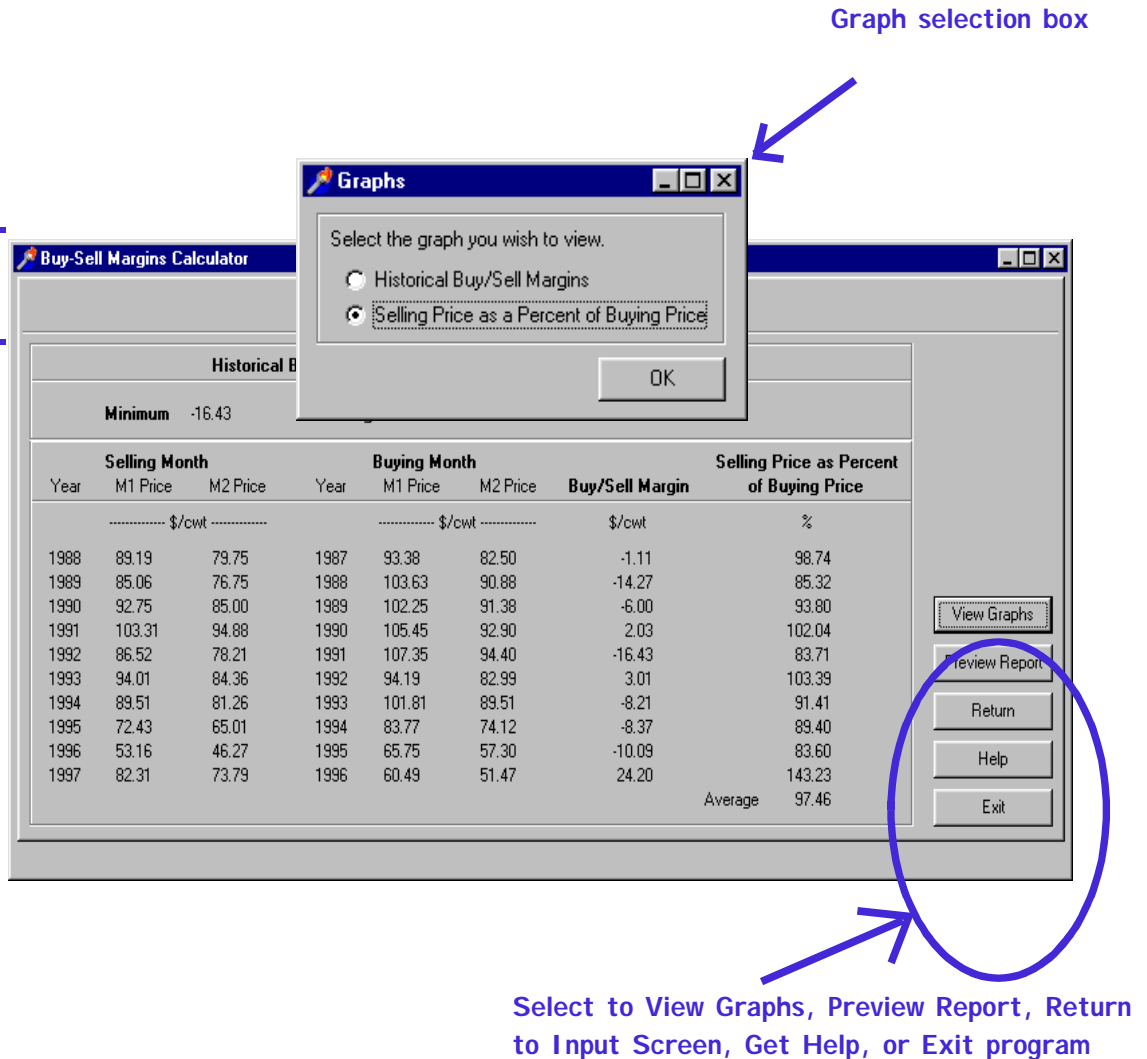 Graph selection box
Graphs
Select the graph you wish to view.
Historical Buy/Sell Margins
Selling Price as a Percent of Buying Price
OK
Buy-Sell Margins Calculator
Historical
Minimum -16.43
Selling Month Buying Month Selling Price as Percent
Year M1 Price M2 Price Year M1 Price M2 Price Buy/Sell Margin of Buying Price
-------------- $/cwt -------------- -------------- $/cwt -------------- $/cwt %
1988 89.19 79.75 1987 93.38 82.50 -1.11 98.74
1989 85.06 76.75 1988 103.63 90.88 -14.27 85.32
1990 92.75 85.00 1989 102.25 91.38 -6.00 93.80
1991 103.31 94.88 1990 105.45 92.90 2.03 102.04
1992 86.52 78.21 1991 107.35 94.40 -16.43 83.71
1993 94.01 84.36 1992 94.19 82.99 3.01 103.39
1994 89.51 81.26 1993 101.81 89.51 -8.21 91.41
1995 72.43 65.01 1994 83.77 74.12 -8.37 89.40
1996 53.16 46.27 1995 65.75 57.30 -10.09 83.60
1997 82.31 73.79 1996 60.49 51.47 24.20 143.23
Average 97.46
View Graphs
Preview Report
Return
Help
Exit
Select to View Graphs, Preview Report, Return
to Input Screen, Get Help, or Exit program